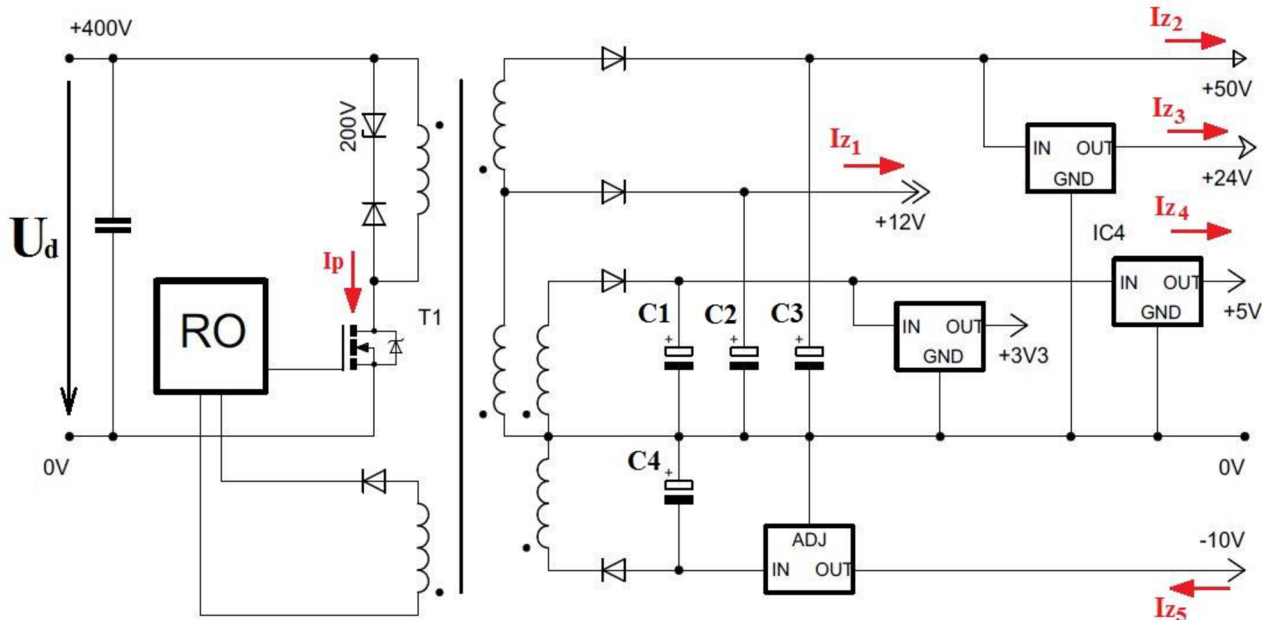 +400V
Iz2
+50V
200V
Iz1
Iz3
IN OUT
GND
+24V
Ud
+12V
Iz4
IC4
Ip
IN OUT
GND
+5V
RO
T1
C1 C2 C3
+ + +
IN OUT
GND
+3V3
0V
0V
C4
+
ADJ
IN OUT
-10V
Iz5